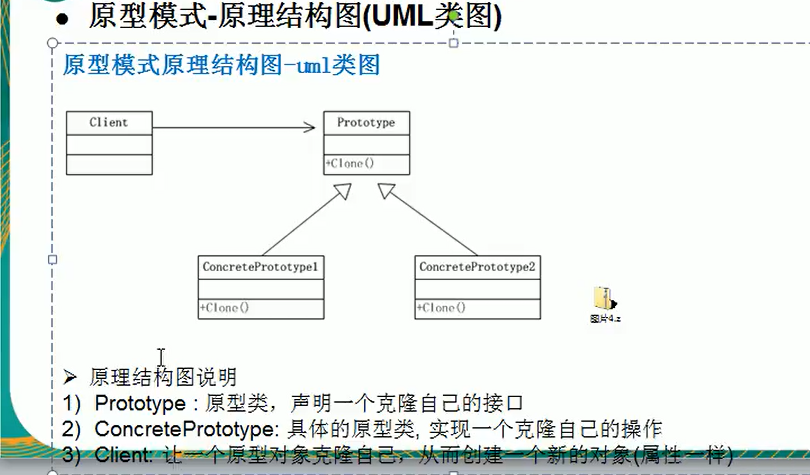 ● 原型模式-原理结构图(UML类图)
原型模式原理结构图-uml类图
Client
Prototype
+Clone()
ConcretePrototype1
+Clone()
ConcretePrototype2
+Clone()
图片4.z
➢ 原理结构图说明
1) Prototype : 原型类，声明一个克隆自己的接口
2) ConcretePrototype: 具体的原型类, 实现一个克隆自己的操作
3) Client: 让一个原型对象克隆自己，从而创建一个新的对象(属性一样)